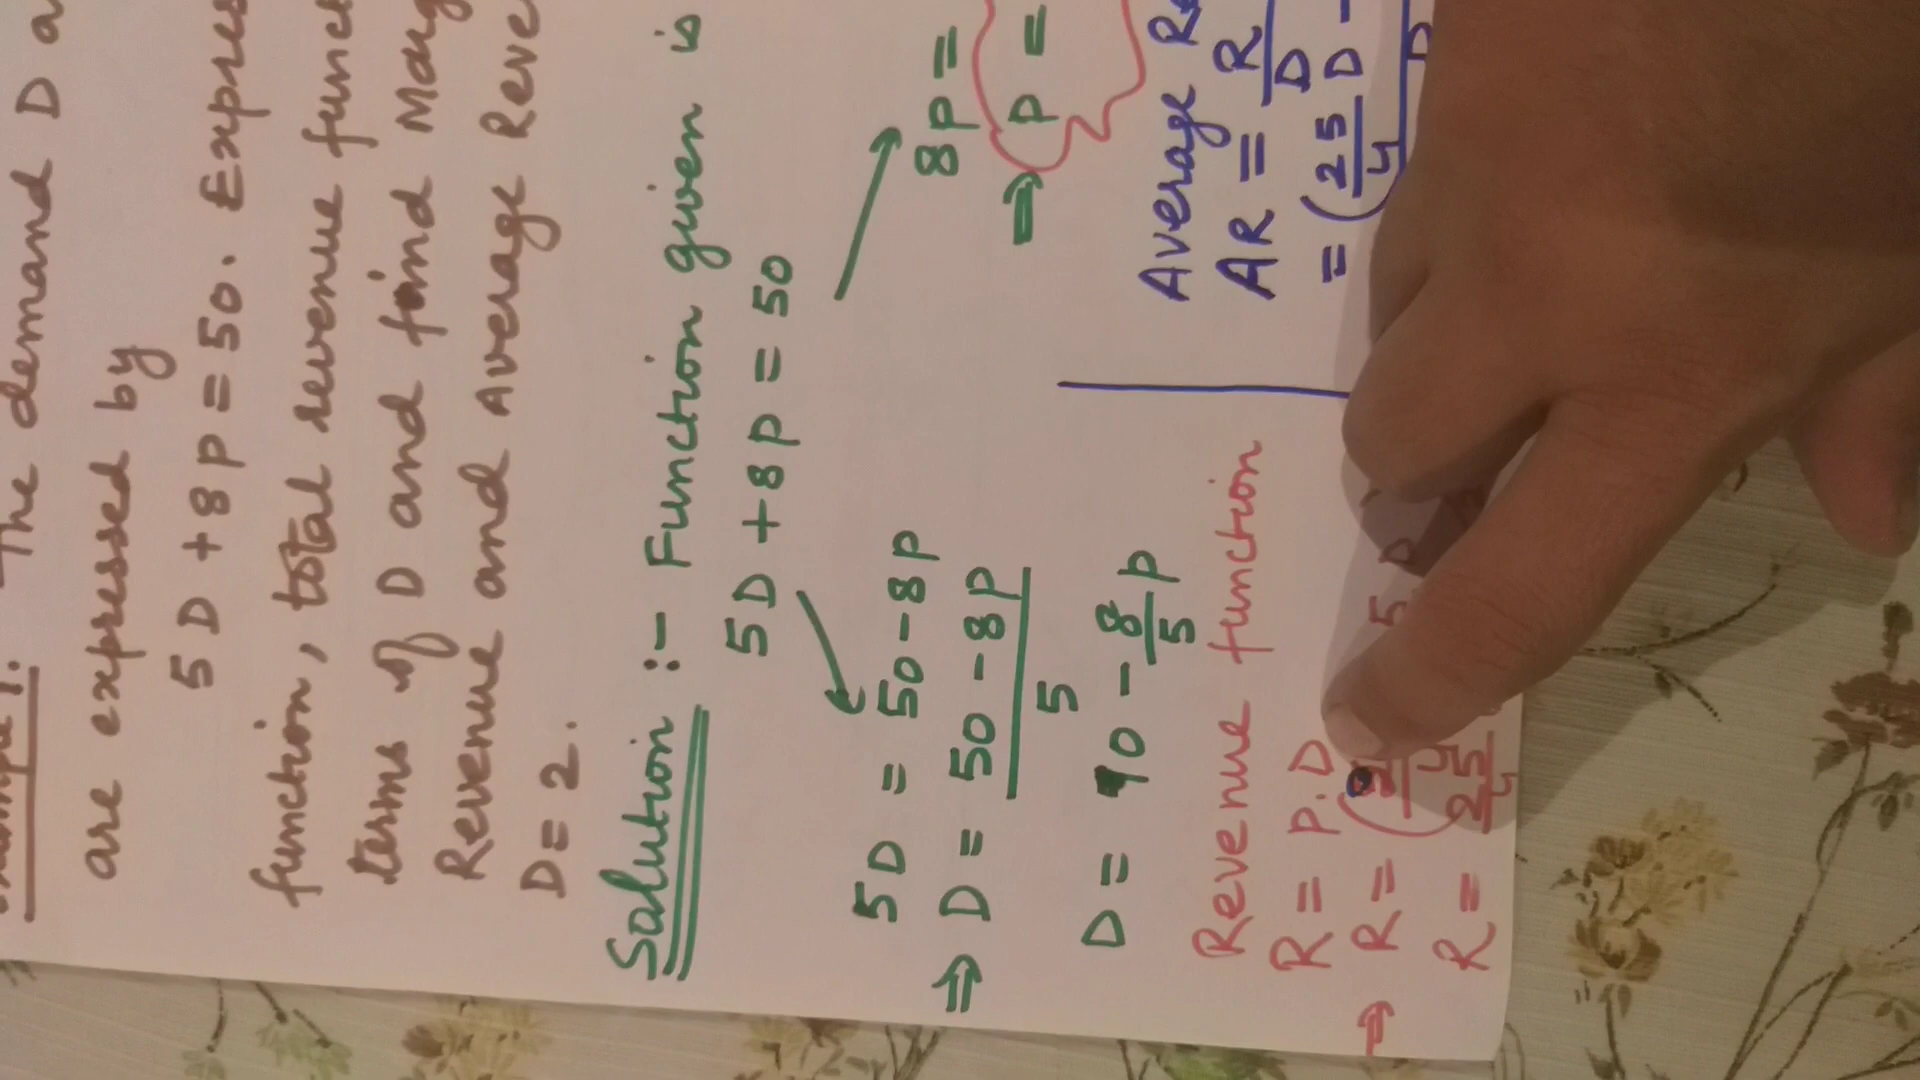 The demand D a
are expressed by
5D + 8P = 50. Expres
function, total revenue func
terms of D and find Marg
Revenue and Average Reve
D = 2.
Solution :- Function given is
5D + 8P = 50
5D = 50 - 8P
⇒ D = 50 - 8P
5
D = 10 - 8/5 P
8P =
⇒ P =
Revenue function
R = P.D
⇒ R = (
R = 25/4
Average Re
AR = R/D
= (25/4 D -